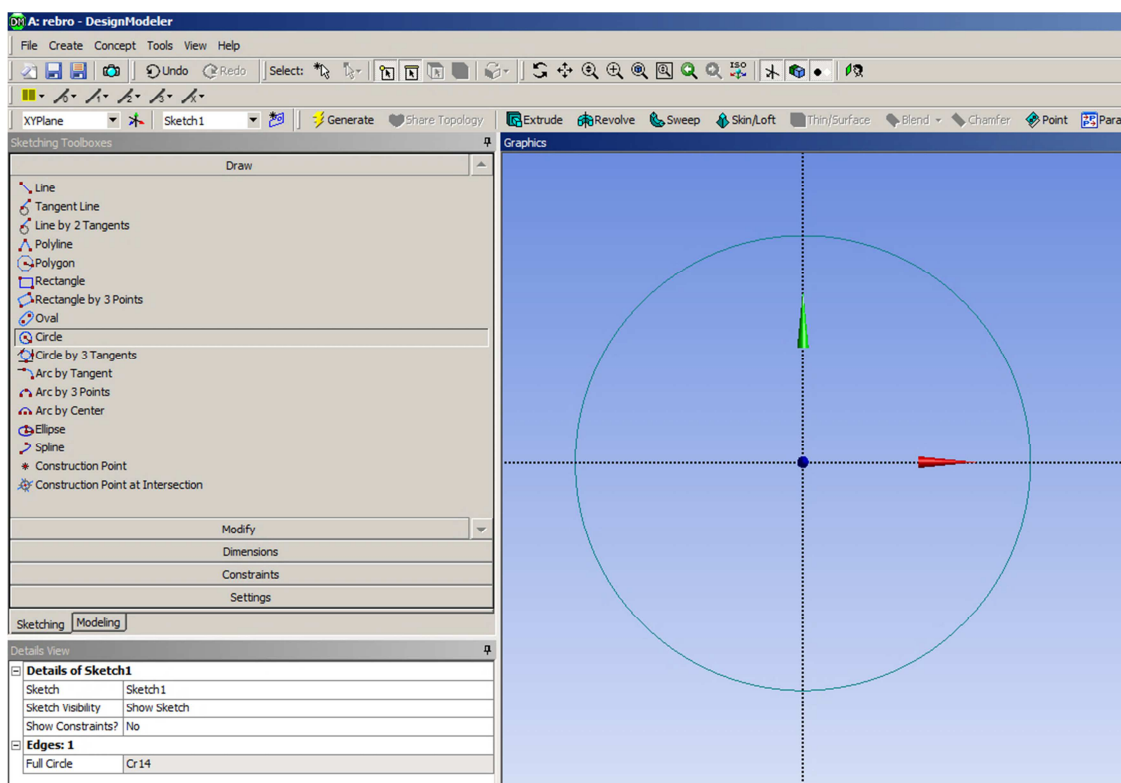 DM A: rebro - DesignModeler
File Create Concept Tools View Help
Undo Redo Select: ISO
XYPlane Sketch1 Generate Share Topology Extrude Revolve Sweep Skin/Loft Thin/Surface Blend Chamfer Point Para
Sketching Toolboxes
Graphics
Draw
Line
Tangent Line
Line by 2 Tangents
Polyline
Polygon
Rectangle
Rectangle by 3 Points
Oval
Circle
Circle by 3 Tangents
Arc by Tangent
Arc by 3 Points
Arc by Center
Ellipse
Spline
Construction Point
Construction Point at Intersection
Modify
Dimensions
Constraints
Settings
Sketching Modeling
Details View
Details of Sketch1
Sketch Sketch1
Sketch Visibility Show Sketch
Show Constraints? No
Edges: 1
Full Circle Cr14